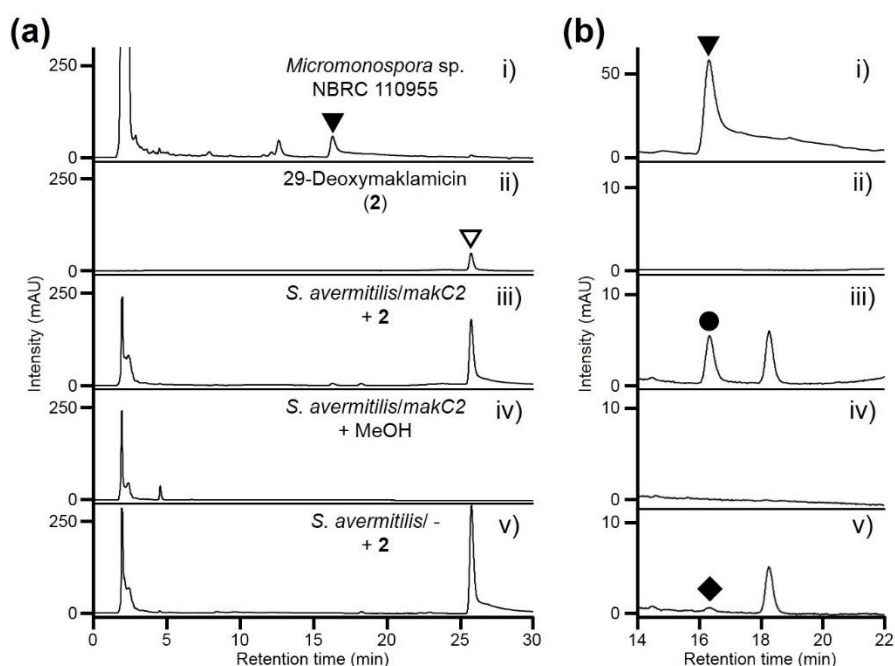 (a)
(b)
250
0
Micromonospora sp.
NBRC 110955
i)
50
0
i)
250
0
29-Deoxymaklamicin
(2)
ii)
10
0
ii)
250
0
S. avermitilis/makC2
+ 2
iii)
10
0
iii)
250
0
S. avermitilis/makC2
+ MeOH
iv)
10
0
iv)
250
0
S. avermitilis/ -
+ 2
v)
10
0
v)
Intensity (mAU)
Intensity (mAU)
0 5 10 15 20 25 30
Retention time (min)
14 16 18 20 22
Retention time (min)